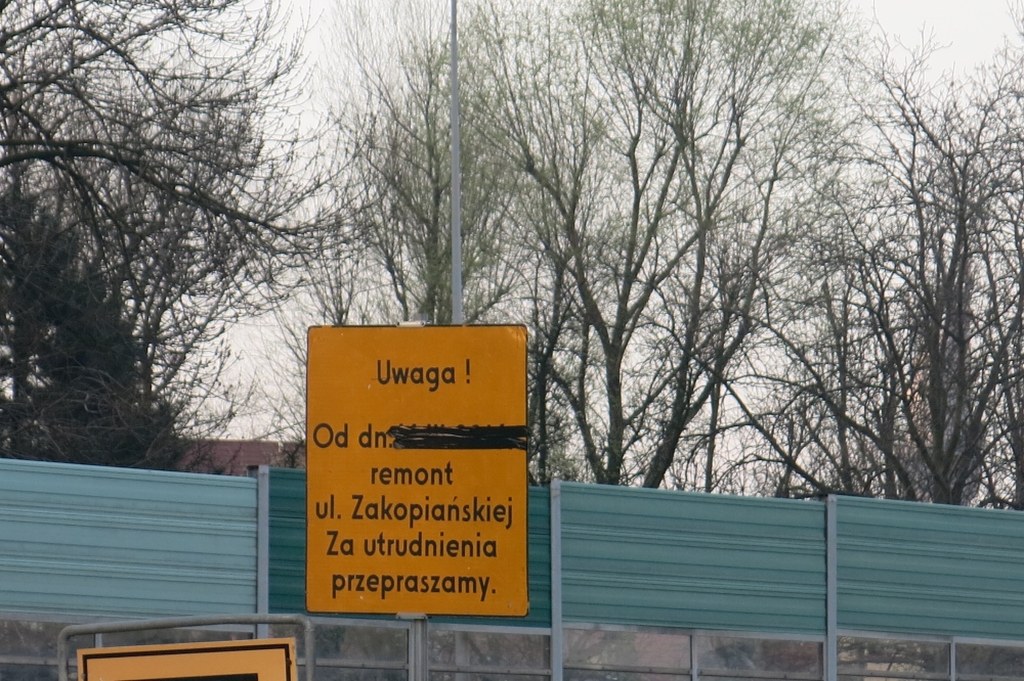 Uwaga !
Od dn.
remont
ul. Zakopiańskiej
Za utrudnienia
przepraszamy.